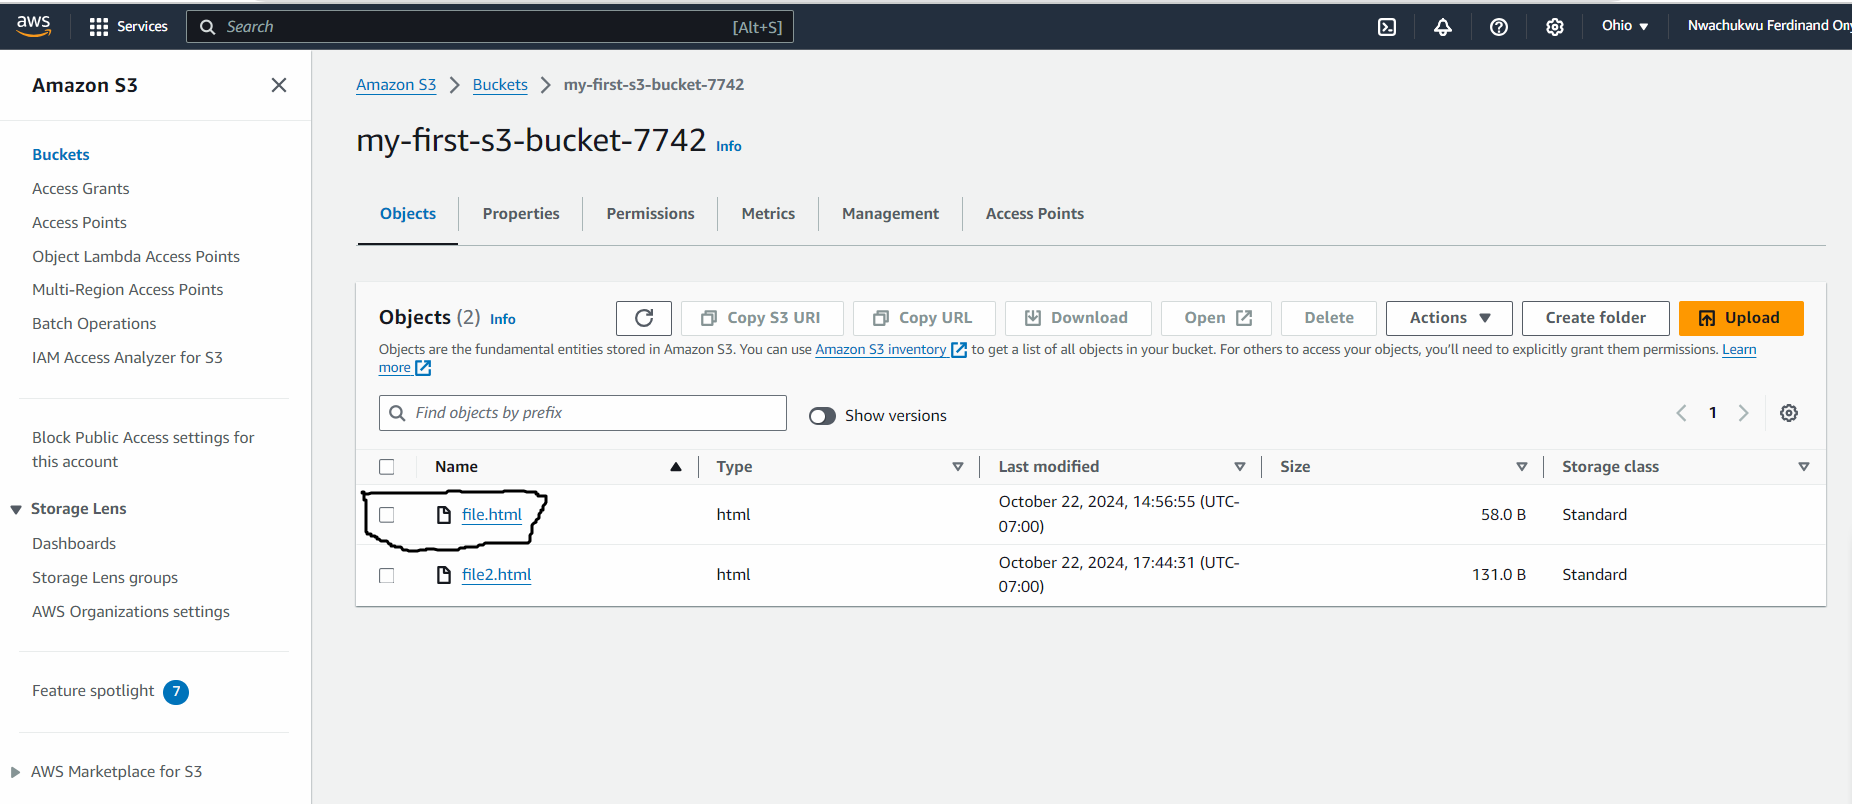 aws Services Search [Alt+S] Ohio Nwachukwu Ferdinand
Amazon S3
Buckets
Access Grants
Access Points
Object Lambda Access Points
Multi-Region Access Points
Batch Operations
IAM Access Analyzer for S3
Block Public Access settings for
this account
Storage Lens
Dashboards
Storage Lens groups
AWS Organizations settings
Feature spotlight 7
AWS Marketplace for S3
Amazon S3 Buckets my-first-s3-bucket-7742
my-first-s3-bucket-7742 Info
Objects Properties Permissions Metrics Management Access Points
Objects (2) Info Copy S3 URI Copy URL Download Open Delete Actions Create folder Upload
Objects are the fundamental entities stored in Amazon S3. You can use Amazon S3 inventory to get a list of all objects in your bucket. For others to access your objects, you’ll need to explicitly grant them permissions. Learn
more
Find objects by prefix Show versions 1
Name Type Last modified Size Storage class
file.html html October 22, 2024, 14:56:55 (UTC-
07:00) 58.0 B Standard
file2.html html October 22, 2024, 17:44:31 (UTC-
07:00) 131.0 B Standard